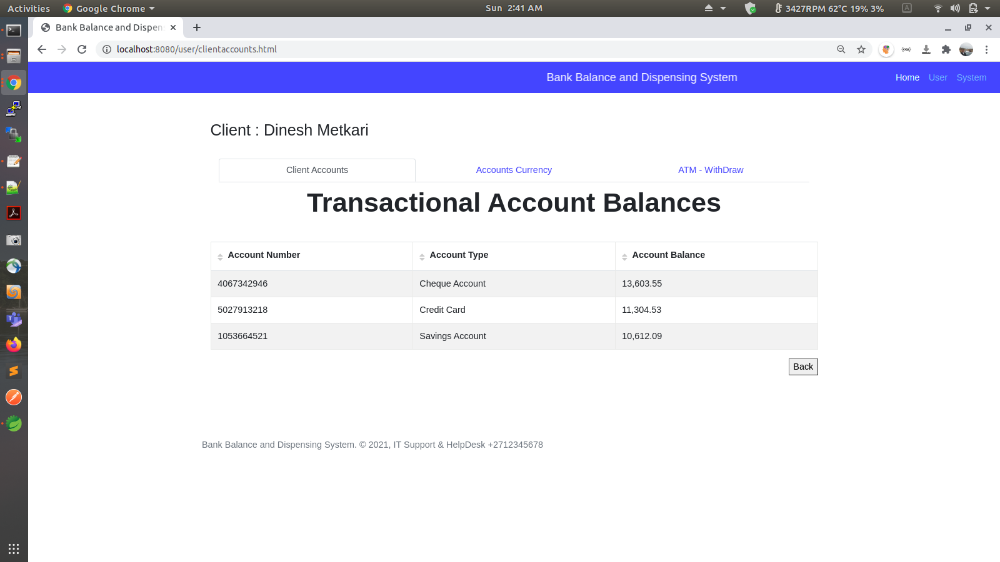 Activities Google Chrome Sun 2:41 AM 3427RPM 62°C 19% 3% A
Bank Balance and Dispen
localhost:8080/user/clientaccounts.html
Bank Balance and Dispensing System Home User System
Client : Dinesh Metkari
Client Accounts Accounts Currency ATM - WithDraw
Transactional Account Balances
Account Number Account Type Account Balance
4067342946 Cheque Account 13,603.55
5027913218 Credit Card 11,304.53
1053664521 Savings Account 10,612.09
Back
Bank Balance and Dispensing System. © 2021, IT Support & HelpDesk +2712345678